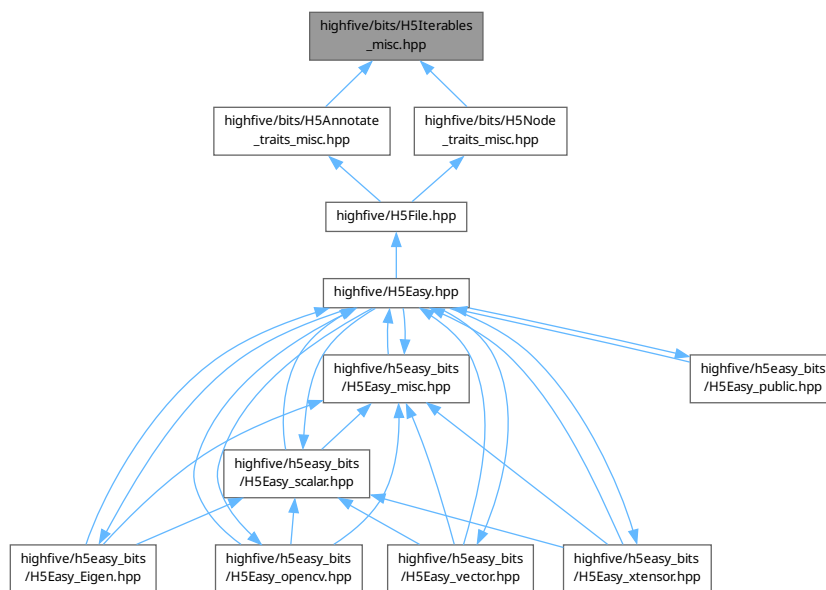 highfive/bits/H5Iterables
_misc.hpp
highfive/bits/H5Annotate
_traits_misc.hpp
highfive/bits/H5Node
_traits_misc.hpp
highfive/H5File.hpp
highfive/H5Easy.hpp
highfive/h5easy_bits
/H5Easy_misc.hpp
highfive/h5easy_bits
/H5Easy_public.hpp
highfive/h5easy_bits
/H5Easy_scalar.hpp
highfive/h5easy_bits
/H5Easy_Eigen.hpp
highfive/h5easy_bits
/H5Easy_opencv.hpp
highfive/h5easy_bits
/H5Easy_vector.hpp
highfive/h5easy_bits
/H5Easy_xtensor.hpp